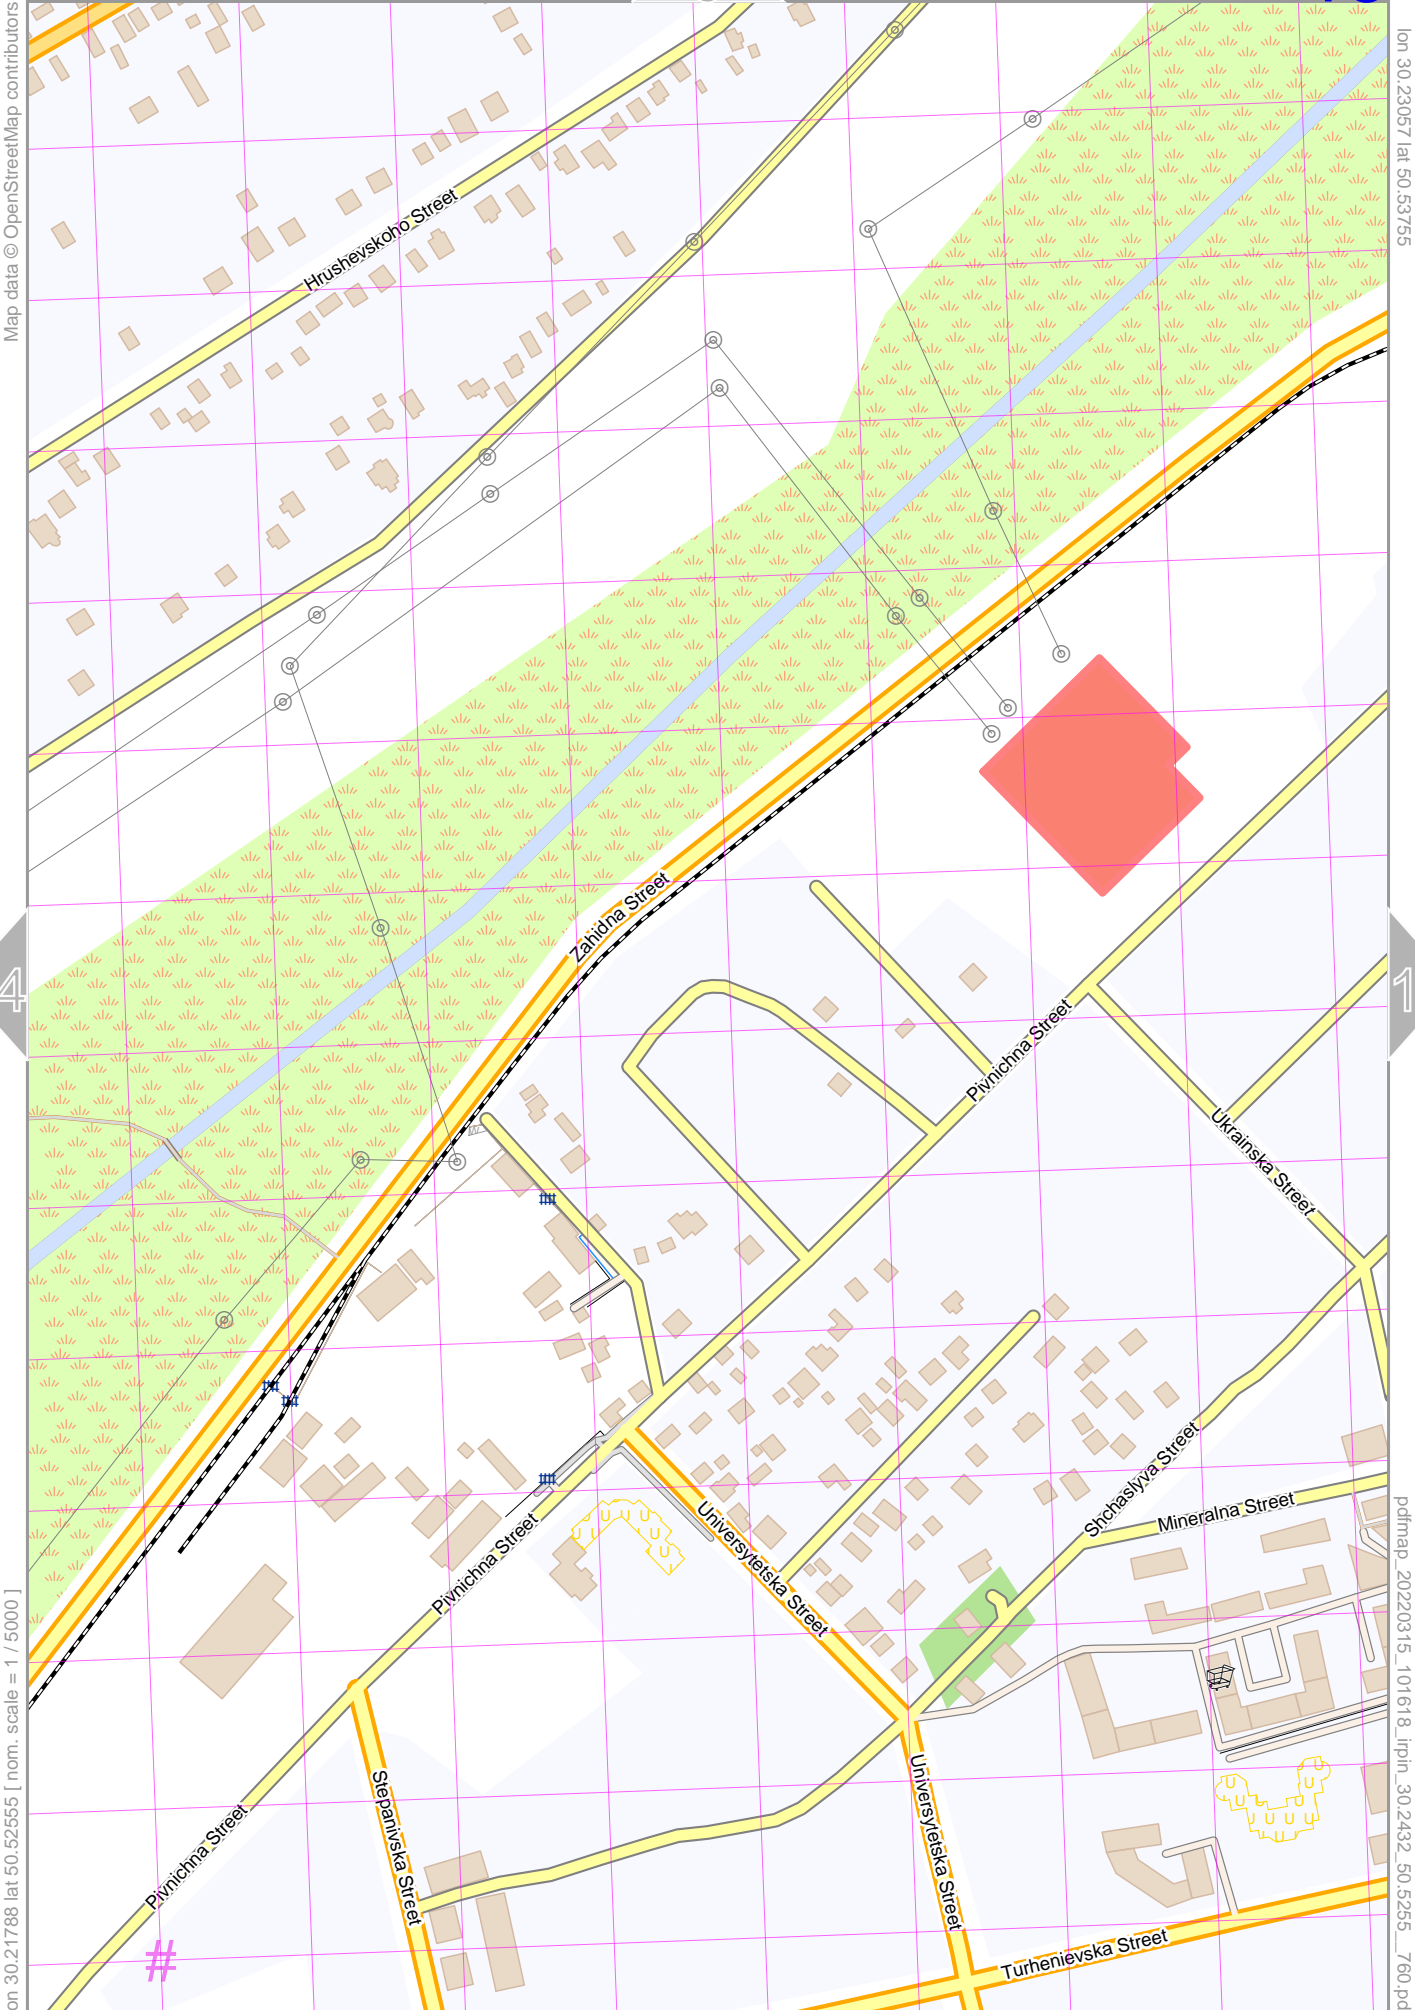 Map data © OpenStreetMap contributors
lon 30.23057 lat 50.53755
Hrushevskoho Street
Zahidna Street
4
1
Pivnichna Street
Ukrainska Street
Shchaslyva Street
Mineralna Street
Universytetska Street
Pivnichna Street
Stepanivska Street
Universytetska Street
Pivnichna Street
Turhenievska Street
#
on 30.21788 lat 50.52555 [ nom. scale = 1 / 5000 ]
pdfmap_20220315_101618_irpin_30.2432_50.5255__760.pd